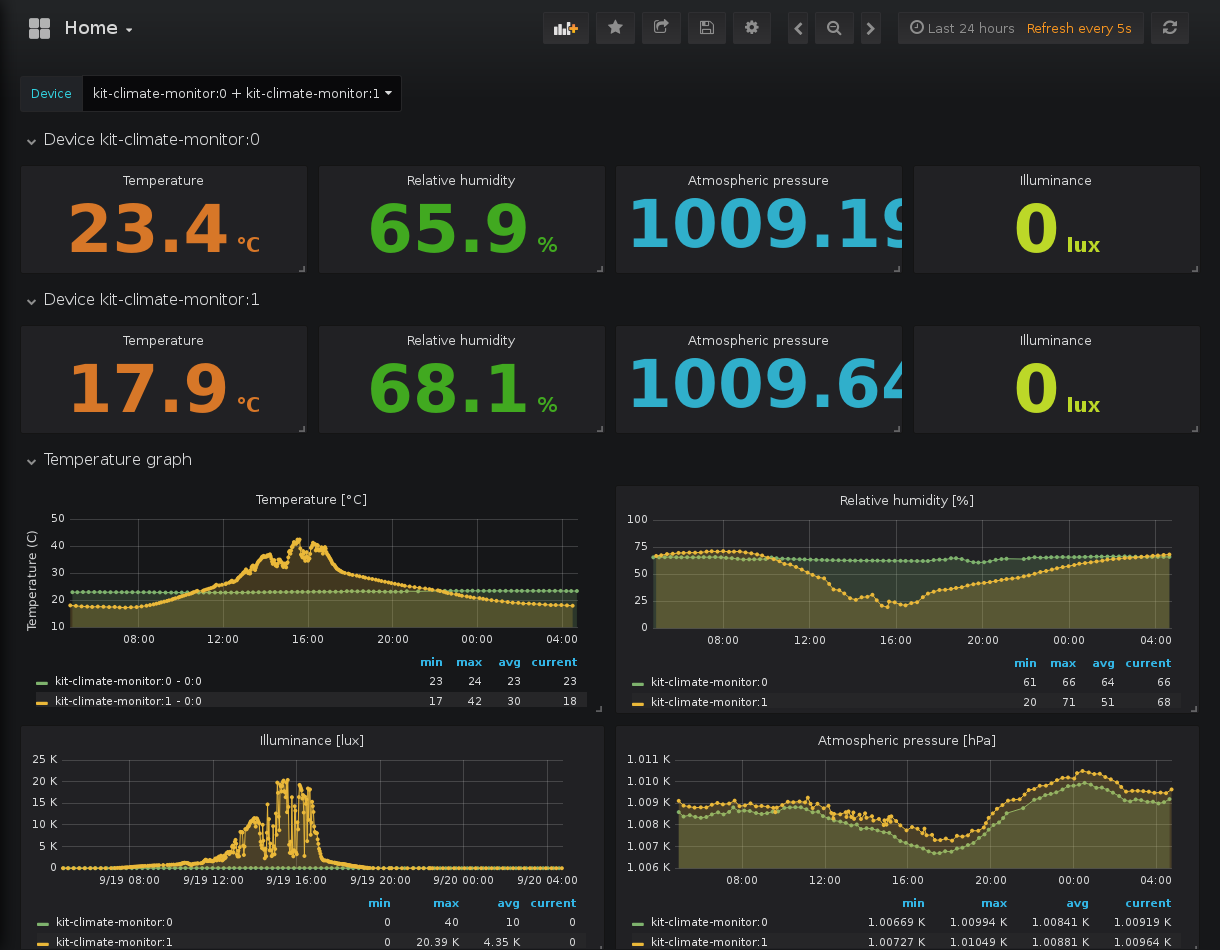 Home
Last 24 hours Refresh every 5s
Device kit-climate-monitor:0 + kit-climate-monitor:1
Device kit-climate-monitor:0
Temperature Relative humidity Atmospheric pressure Illuminance
23.4 °C 65.9 % 1009.19 0 lux
Device kit-climate-monitor:1
Temperature Relative humidity Atmospheric pressure Illuminance
17.9 °C 68.1 % 1009.64 0 lux
Temperature graph
Temperature [°C]
Temperature (C)
50
40
30
20
10
08:00 12:00 16:00 20:00 00:00 04:00
min max avg current
kit-climate-monitor:0 - 0:0 23 24 23 23
kit-climate-monitor:1 - 0:0 17 42 30 18
Relative humidity [%]
100
75
50
25
0
08:00 12:00 16:00 20:00 00:00 04:00
min max avg current
kit-climate-monitor:0 61 66 64 66
kit-climate-monitor:1 20 71 51 68
Illuminance [lux]
25 K
20 K
15 K
10 K
5 K
0
9/19 08:00 9/19 12:00 9/19 16:00 9/19 20:00 9/20 00:00 9/20 04:00
min max avg current
kit-climate-monitor:0 0 40 10 0
kit-climate-monitor:1 0 20.39 K 4.35 K 0
Atmospheric pressure [hPa]
1.011 K
1.010 K
1.009 K
1.008 K
1.007 K
1.006 K
08:00 12:00 16:00 20:00 00:00 04:00
min max avg current
kit-climate-monitor:0 1.00669 K 1.00994 K 1.00841 K 1.00919 K
kit-climate-monitor:1 1.00727 K 1.01049 K 1.00881 K 1.00964 K